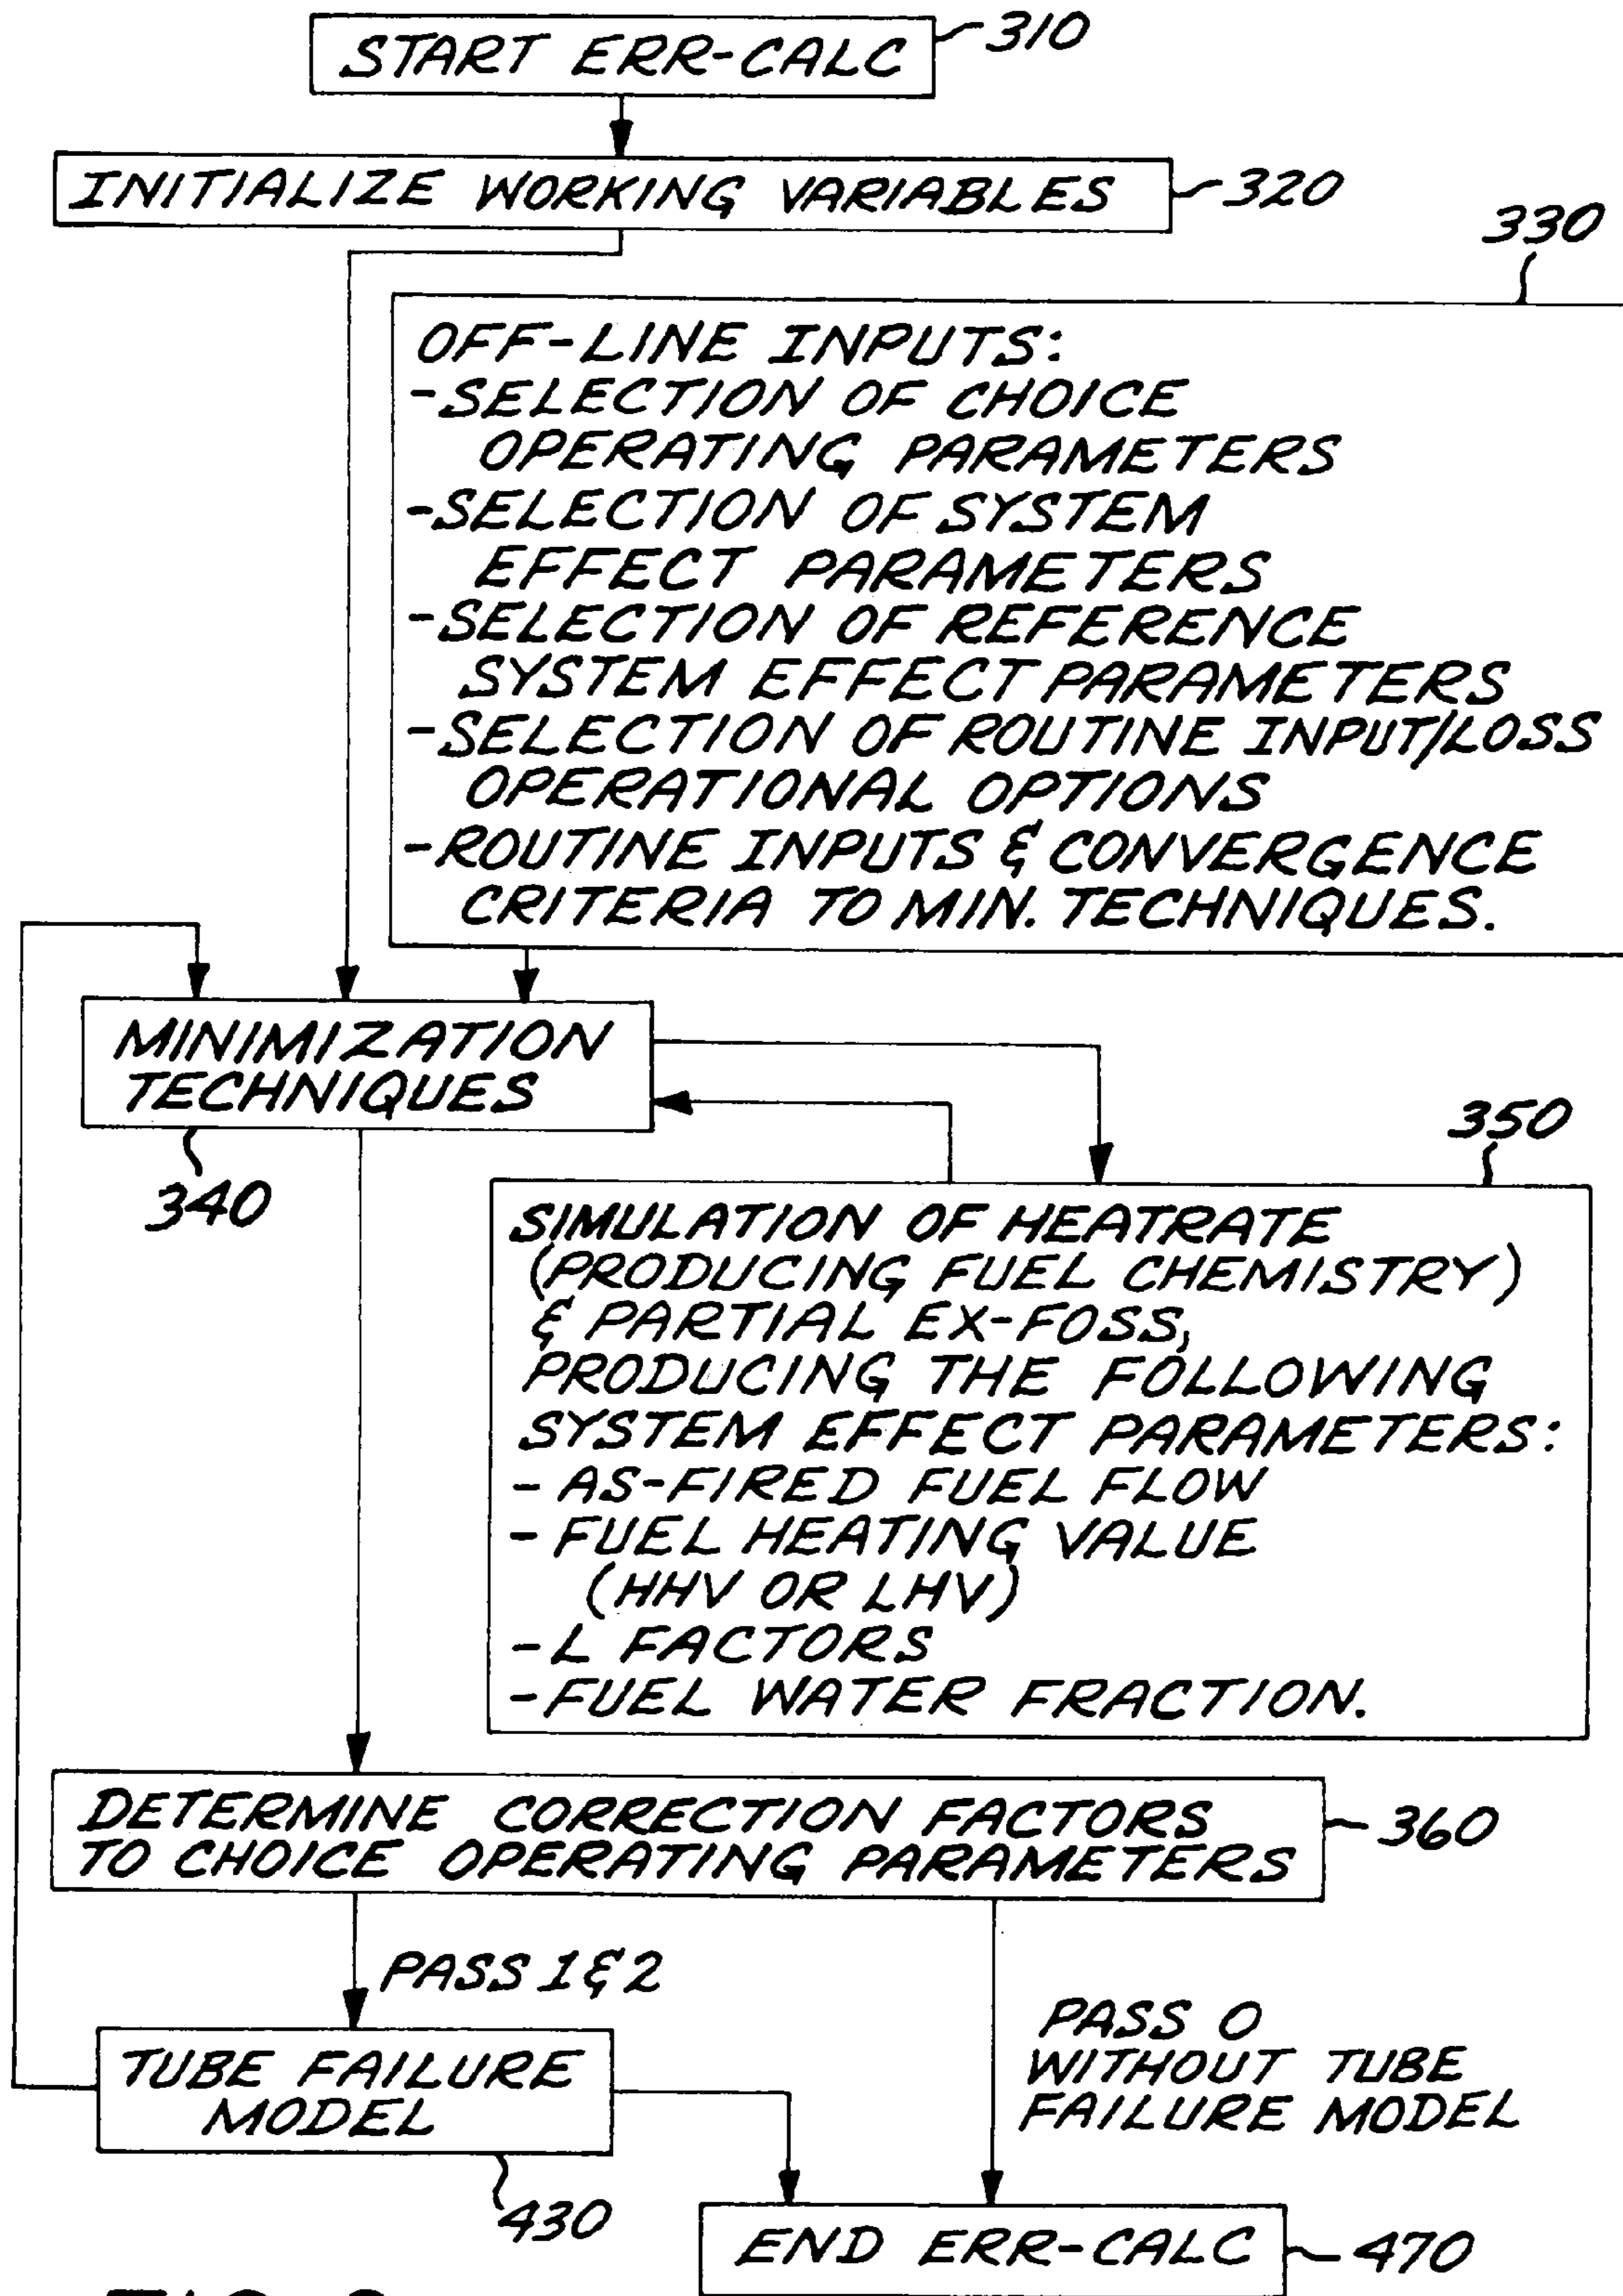 START ERR-CALC
310
INITIALIZE WORKING VARIABLES
320
330
OFF-LINE INPUTS:
-SELECTION OF CHOICE
OPERATING PARAMETERS
-SELECTION OF SYSTEM
EFFECT PARAMETERS
-SELECTION OF REFERENCE
SYSTEM EFFECT PARAMETERS
-SELECTION OF ROUTINE INPUT/LOSS
OPERATIONAL OPTIONS
-ROUTINE INPUTS & CONVERGENCE
CRITERIA TO MIN. TECHNIQUES.
MINIMIZATION
TECHNIQUES
340
350
SIMULATION OF HEATRATE
(PRODUCING FUEL CHEMISTRY)
& PARTIAL EX-FOSS,
PRODUCING THE FOLLOWING
SYSTEM EFFECT PARAMETERS:
- AS-FIRED FUEL FLOW
- FUEL HEATING VALUE
(HHV OR LHV)
-L FACTORS
-FUEL WATER FRACTION.
DETERMINE CORRECTION FACTORS
TO CHOICE OPERATING PARAMETERS
360
PASS 1&2
PASS 0
WITHOUT TUBE
FAILURE MODEL
TUBE FAILURE
MODEL
430
END ERR-CALC
470